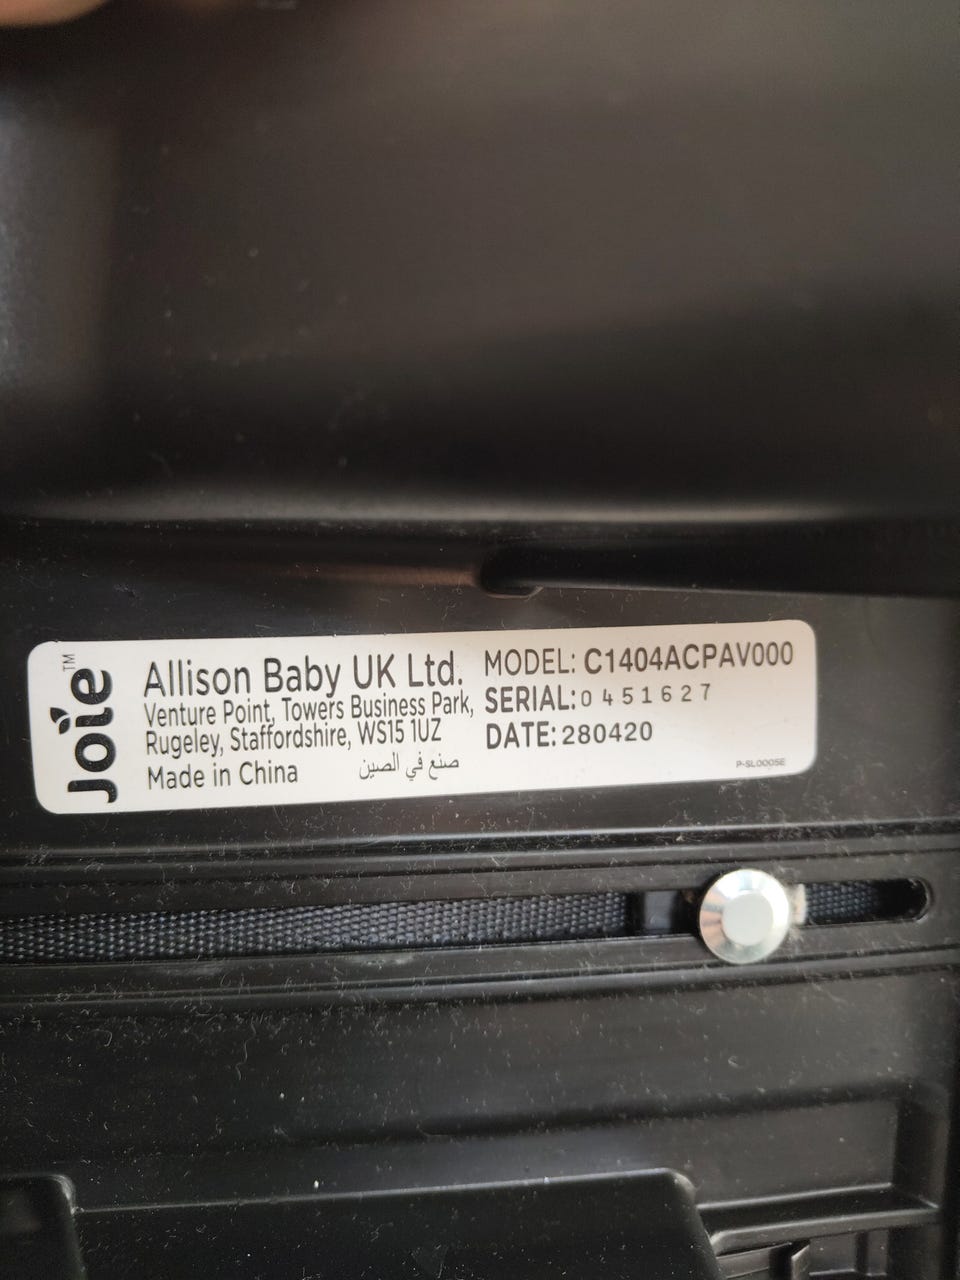 Joie™
Allison Baby UK Ltd.
Venture Point, Towers Business Park,
Rugeley, Staffordshire, WS15 1UZ
Made in China صنع في الصين
MODEL: C1404ACPAV000
SERIAL: 0451627
DATE: 280420
P-SL0005E